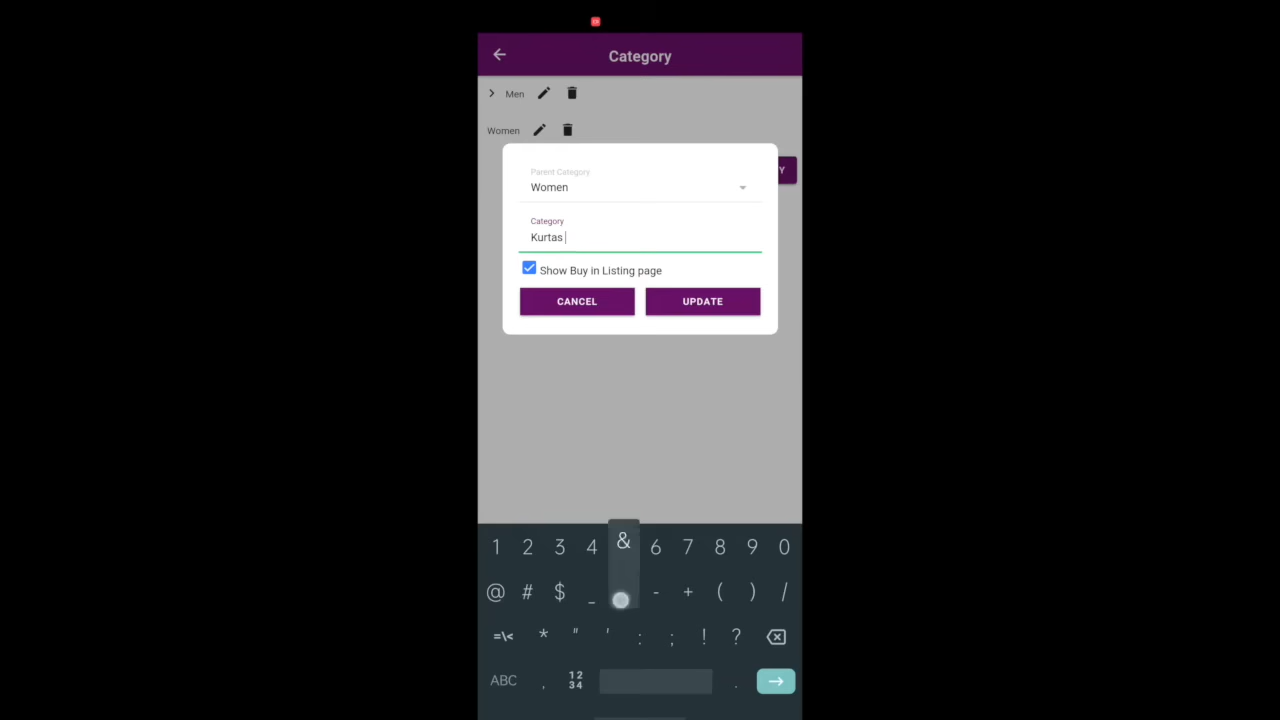 Category
Men
Women
Y
Parent Category
Women
Category
Kurtas
Show Buy in Listing page
CANCEL UPDATE
1 2 3 4 & 6 7 8 9 0
@ # $ _ - + ( ) /
=\< * " ' : ; ! ?
ABC , 12 34 .